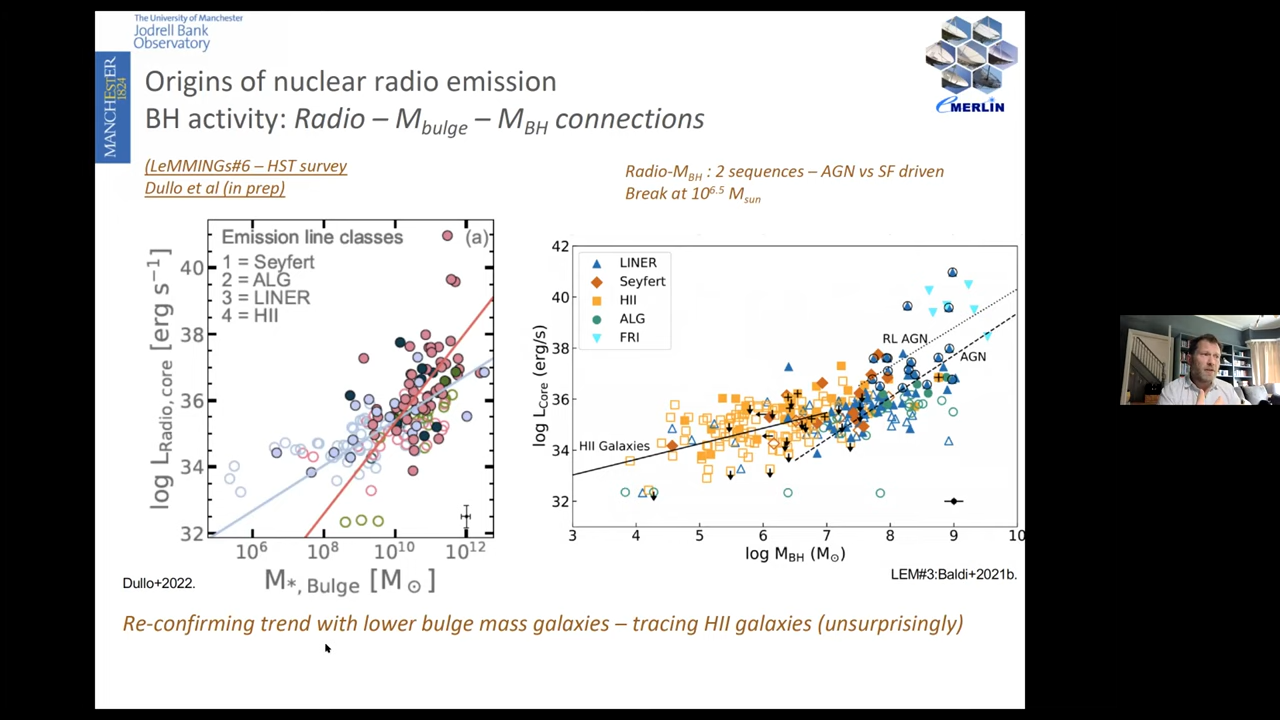 The University of Manchester
Jodrell Bank
Observatory
MANCHESTER
1824
eMERLIN
Origins of nuclear radio emission
BH activity: Radio – Mbulge – MBH connections
(LeMMINGs#6 – HST survey
Dullo et al (in prep)
Radio-MBH : 2 sequences – AGN vs SF driven
Break at 10^6.5 Msun
Emission line classes (a)
1 = Seyfert
2 = ALG
3 = LINER
4 = HII
log LRadio,core [erg s−1]
40
38
36
34
32
10^6 10^8 10^10 10^12
M*, Bulge [M⊙]
Dullo+2022.
LINER
Seyfert
HII
ALG
FRI
RL AGN
AGN
HII Galaxies
log LCore (erg/s)
42
40
38
36
34
32
3 4 5 6 7 8 9 10
log MBH (M⊙)
LEM#3:Baldi+2021b.
Re-confirming trend with lower bulge mass galaxies – tracing HII galaxies (unsurprisingly)